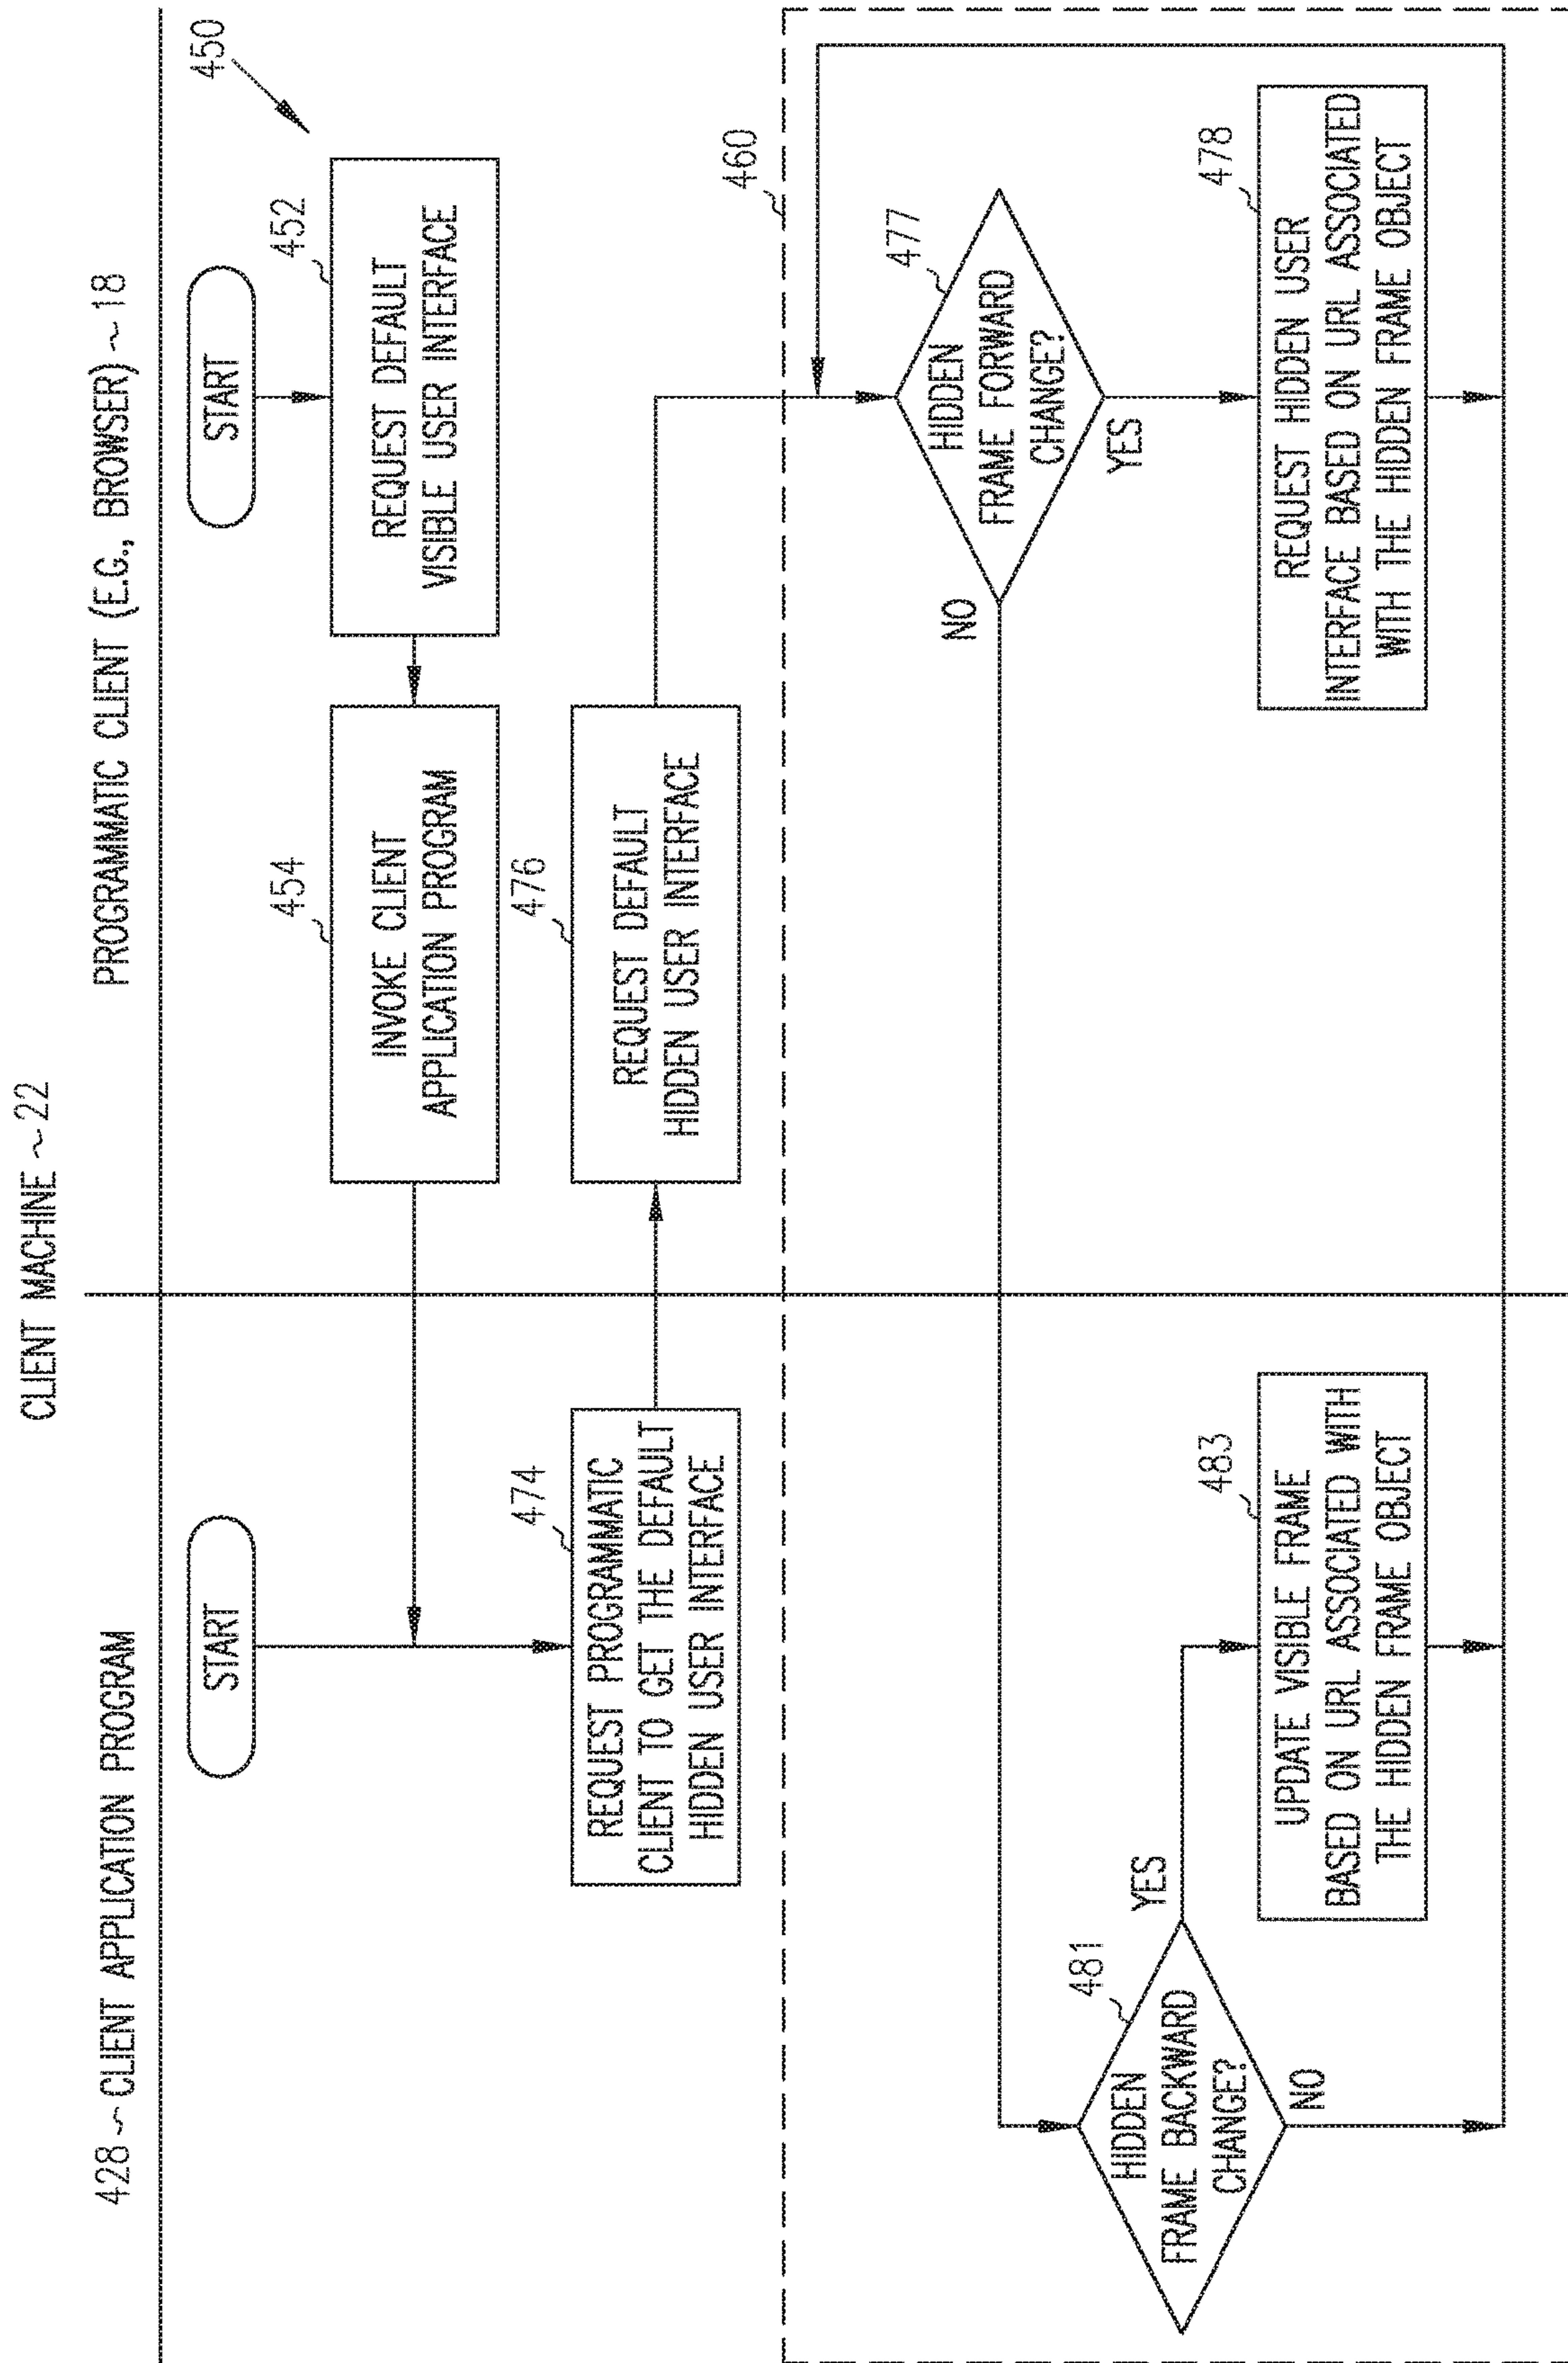 CLIENT MACHINE ~22
428 ~ CLIENT APPLICATION PROGRAM
PROGRAMMATIC CLIENT (E.G., BROWSER) ~18
START
START
450
452
REQUEST DEFAULT
VISIBLE USER INTERFACE
454
INVOKE CLIENT
APPLICATION PROGRAM
474
REQUEST PROGRAMMATIC
CLIENT TO GET THE DEFAULT
HIDDEN USER INTERFACE
476
REQUEST DEFAULT
HIDDEN USER INTERFACE
460
477
HIDDEN
FRAME FORWARD
CHANGE?
NO
YES
478
REQUEST HIDDEN USER
INTERFACE BASED ON URL ASSOCIATED
WITH THE HIDDEN FRAME OBJECT
481
HIDDEN
FRAME BACKWARD
CHANGE?
YES
NO
483
UPDATE VISIBLE FRAME
BASED ON URL ASSOCIATED WITH
THE HIDDEN FRAME OBJECT